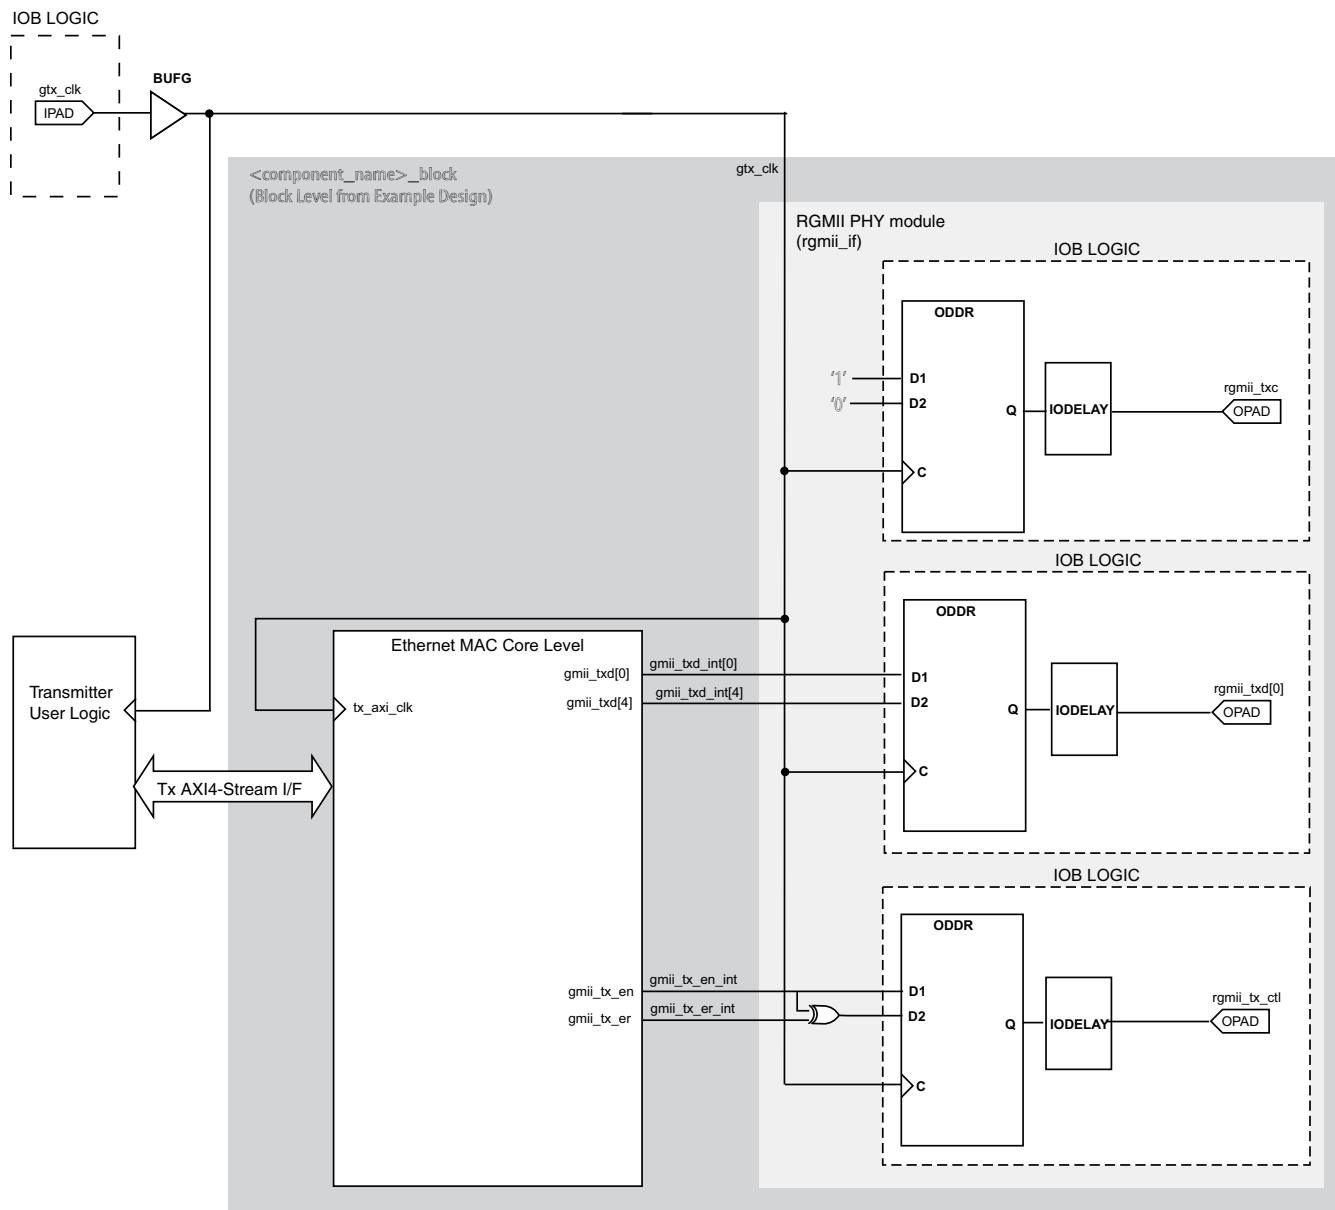 IOB LOGIC
gtx_clk
IPAD
BUFG
<component_name>_block
(Block Level from Example Design)
gtx_clk
RGMII PHY module
(rgmii_if)
IOB LOGIC
ODDR
‘1’
D1
‘0’
D2
Q
IODELAY
rgmii_txc
OPAD
C
IOB LOGIC
ODDR
Ethernet MAC Core Level
gmii_txd[0]
gmii_txd_int[0]
D1
gmii_txd[4]
gmii_txd_int[4]
D2
Q
IODELAY
rgmii_txd[0]
OPAD
C
Transmitter
User Logic
tx_axi_clk
Tx AXI4-Stream I/F
IOB LOGIC
ODDR
gmii_tx_en
gmii_tx_en_int
D1
gmii_tx_er
gmii_tx_er_int
D2
Q
IODELAY
rgmii_tx_ctl
OPAD
C